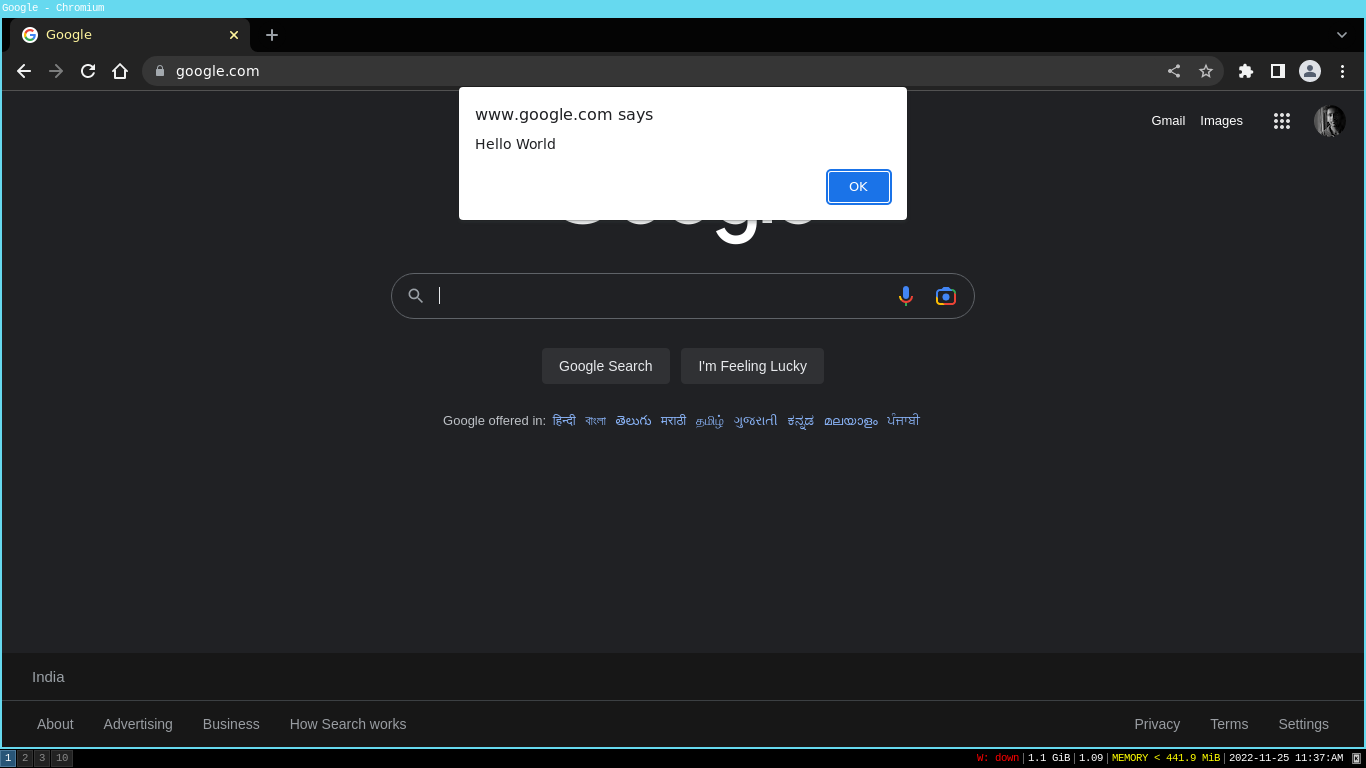 Google - Chromium
Google
google.com
www.google.com says
Hello World
OK
Gmail Images
Google Search I'm Feeling Lucky
Google offered in: हिन्दी বাংলা తెలుగు मराठी தமிழ் ગુજરાતી ಕನ್ನಡ മലയാളം ਪੰਜਾਬੀ
India
About Advertising Business How Search works Privacy Terms Settings
1 2 3 10 W: down|1.1 GiB|1.09|MEMORY < 441.9 MiB|2022-11-25 11:37:AM